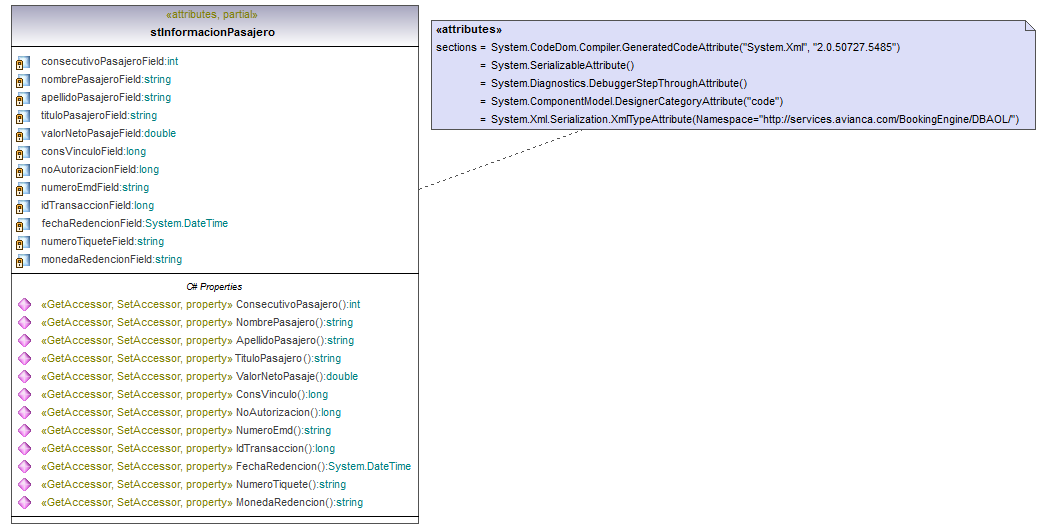 «attributes, partial»
stInformacionPasajero
consecutivoPasajeroField:int
nombrePasajeroField:string
apellidoPasajeroField:string
tituloPasajeroField:string
valorNetoPasajeField:double
consVinculoField:long
noAutorizacionField:long
numeroEmdField:string
idTransaccionField:long
fechaRedencionField:System.DateTime
numeroTiqueteField:string
monedaRedencionField:string
C# Properties
«GetAccessor, SetAccessor, property» ConsecutivoPasajero():int
«GetAccessor, SetAccessor, property» NombrePasajero():string
«GetAccessor, SetAccessor, property» ApellidoPasajero():string
«GetAccessor, SetAccessor, property» TituloPasajero():string
«GetAccessor, SetAccessor, property» ValorNetoPasaje():double
«GetAccessor, SetAccessor, property» ConsVinculo():long
«GetAccessor, SetAccessor, property» NoAutorizacion():long
«GetAccessor, SetAccessor, property» NumeroEmd():string
«GetAccessor, SetAccessor, property» IdTransaccion():long
«GetAccessor, SetAccessor, property» FechaRedencion():System.DateTime
«GetAccessor, SetAccessor, property» NumeroTiquete():string
«GetAccessor, SetAccessor, property» MonedaRedencion():string
«attributes»
sections = System.CodeDom.Compiler.GeneratedCodeAttribute("System.Xml", "2.0.50727.5485")
= System.SerializableAttribute()
= System.Diagnostics.DebuggerStepThroughAttribute()
= System.ComponentModel.DesignerCategoryAttribute("code")
= System.Xml.Serialization.XmlTypeAttribute(Namespace="http://services.avianca.com/BookingEngine/DBAOL/")